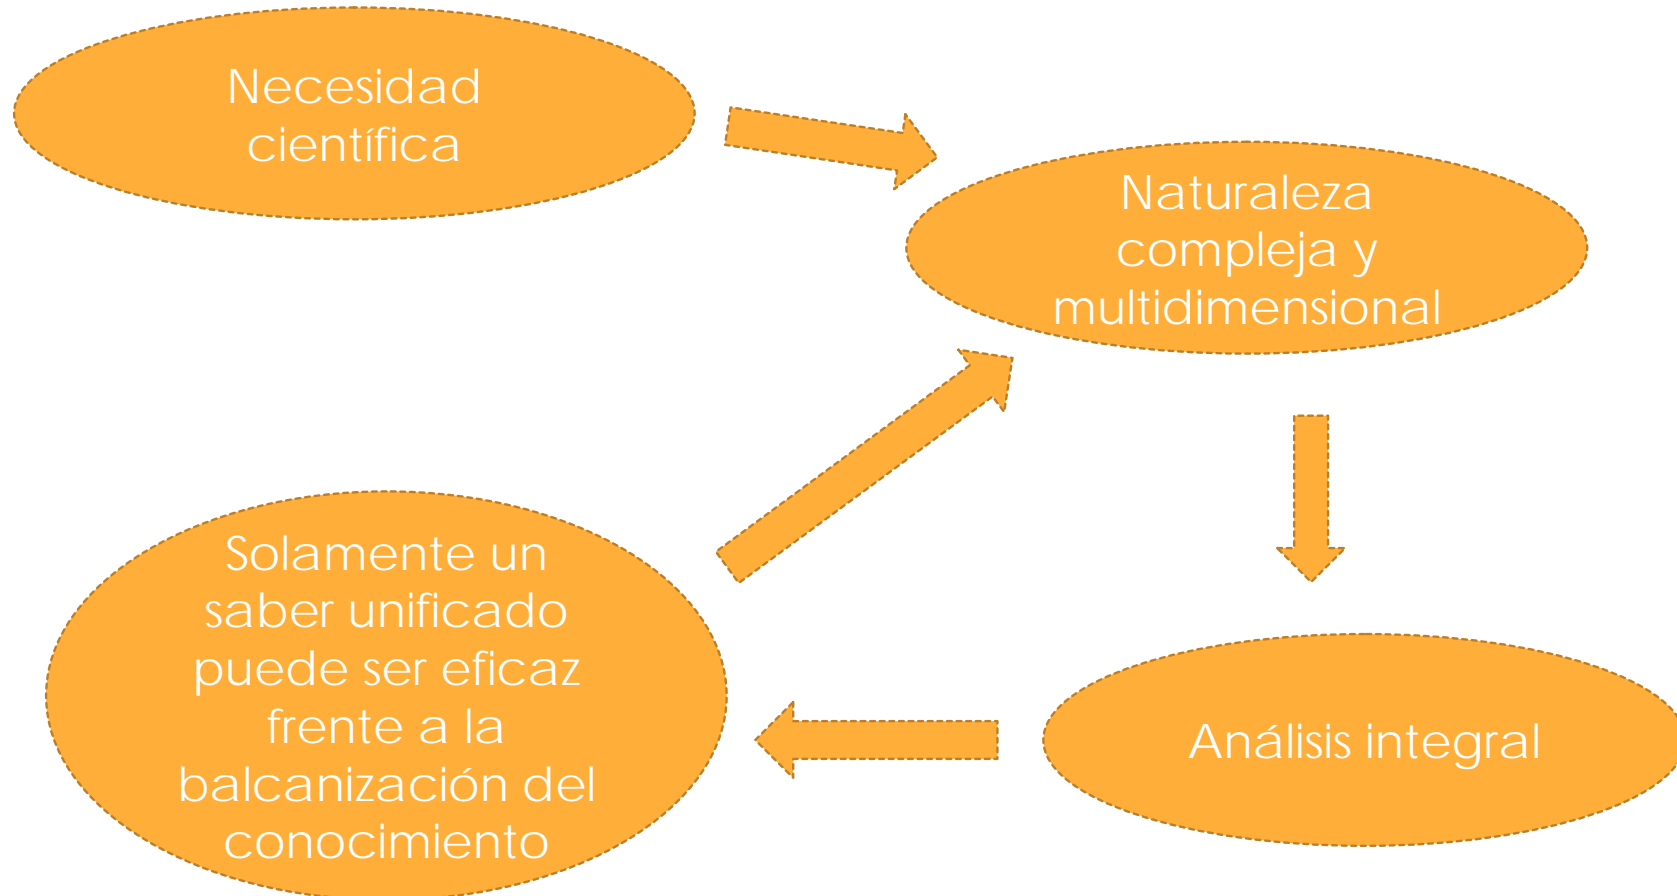 Necesidad
científica
Naturaleza
compleja y
multidimensional
Solamente un
saber unificado
puede ser eficaz
frente a la
balcanización del
conocimiento
Análisis integral